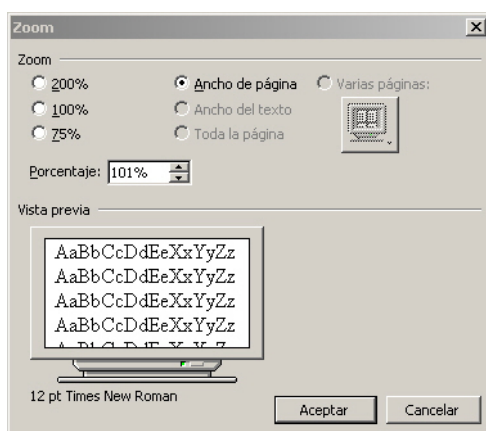 Zoom
Zoom
200%
Ancho de página
Varias páginas:
100%
Ancho del texto
75%
Toda la página
Porcentaje: 101%
Vista previa
AaBbCcDdEeXxYyZz
AaBbCcDdEeXxYyZz
AaBbCcDdEeXxYyZz
AaBbCcDdEeXxYyZz
12 pt Times New Roman
Aceptar
Cancelar